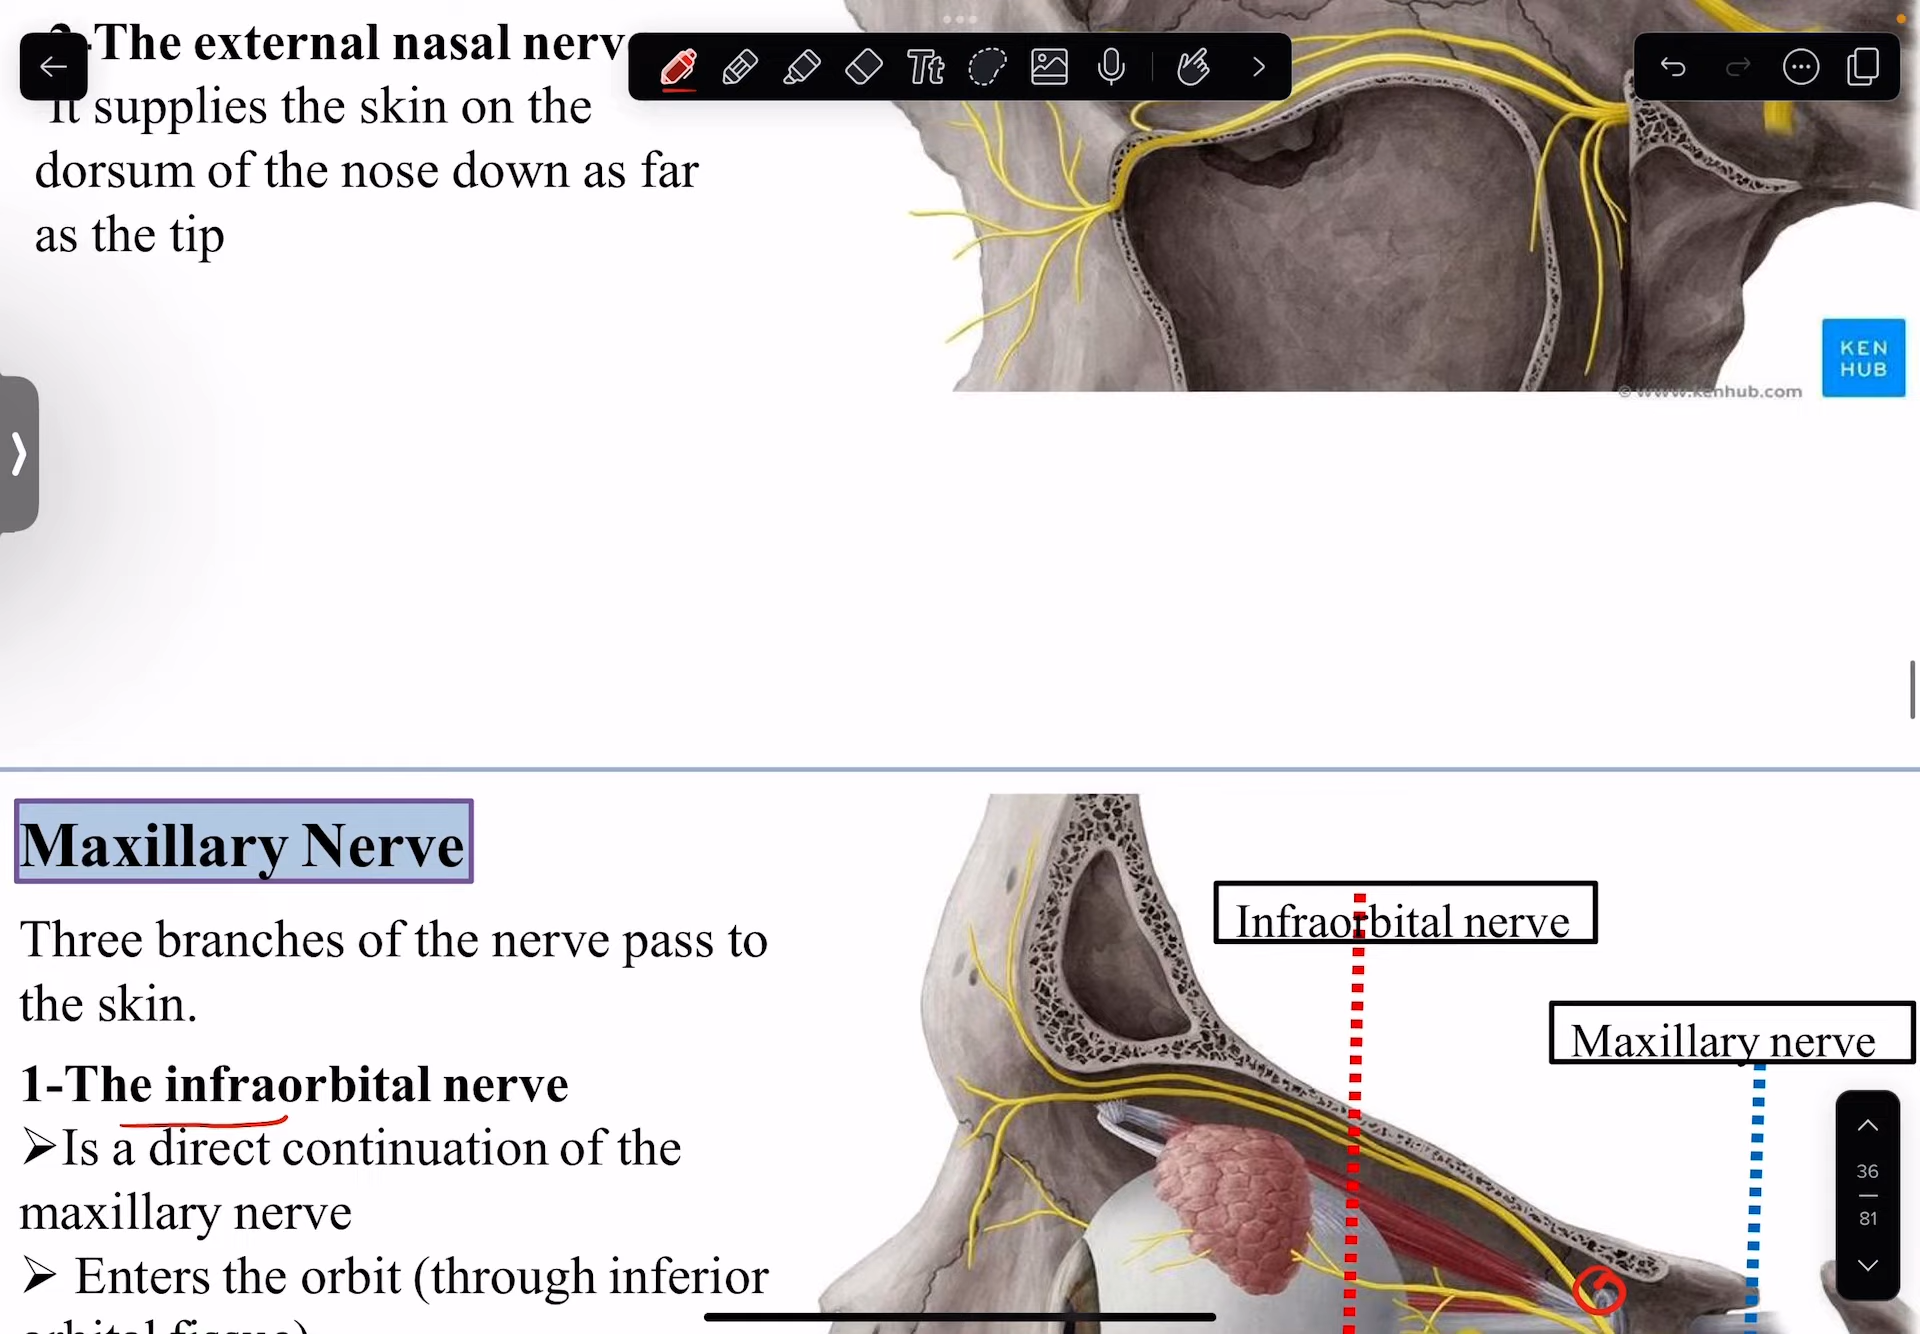 -The external nasal nerv
It supplies the skin on the
dorsum of the nose down as far
as the tip
Tt
KEN
HUB
© www.kenhub.com
Maxillary Nerve
Three branches of the nerve pass to
the skin.
1-The infraorbital nerve
➢Is a direct continuation of the
maxillary nerve
➢ Enters the orbit (through inferior
orbital fissue)
Infraorbital nerve
Maxillary nerve
36
81